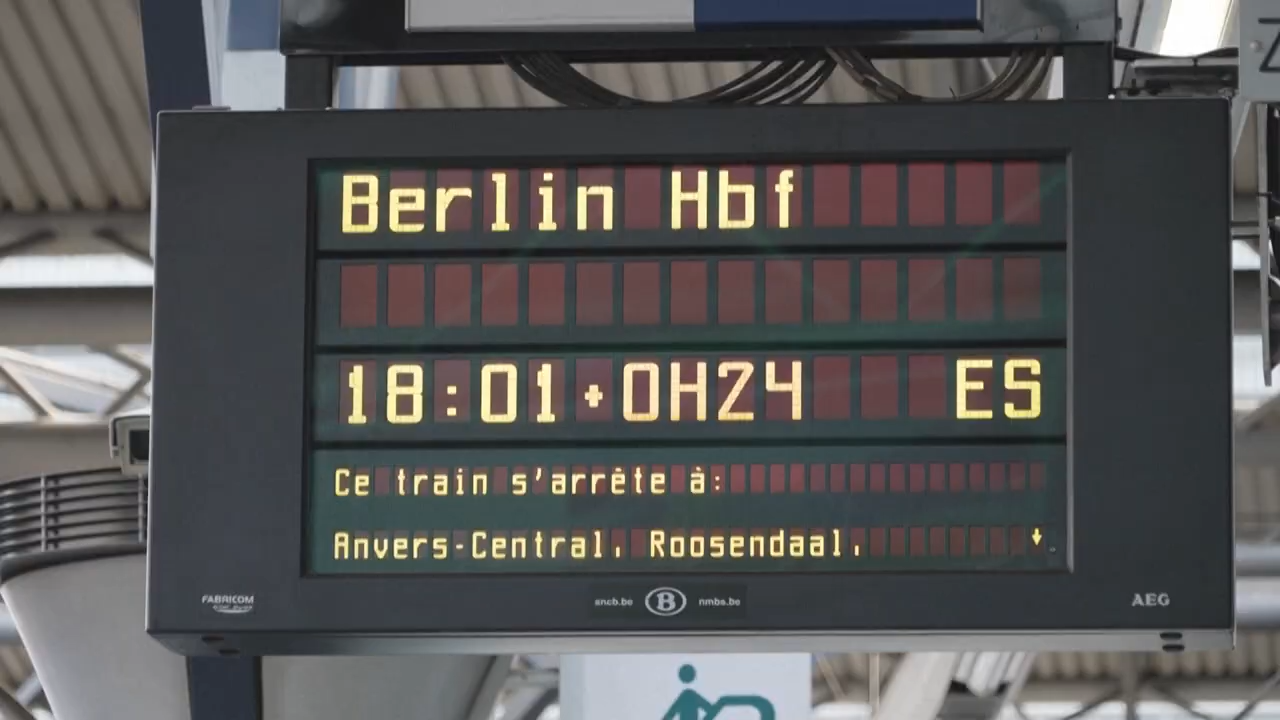 Berlin Hbf
18:01+0H24 ES
Ce train s'arrête à:
Anvers-Central, Roosendaal,
FABRICOM
sncb.be B nmbs.be
AEG